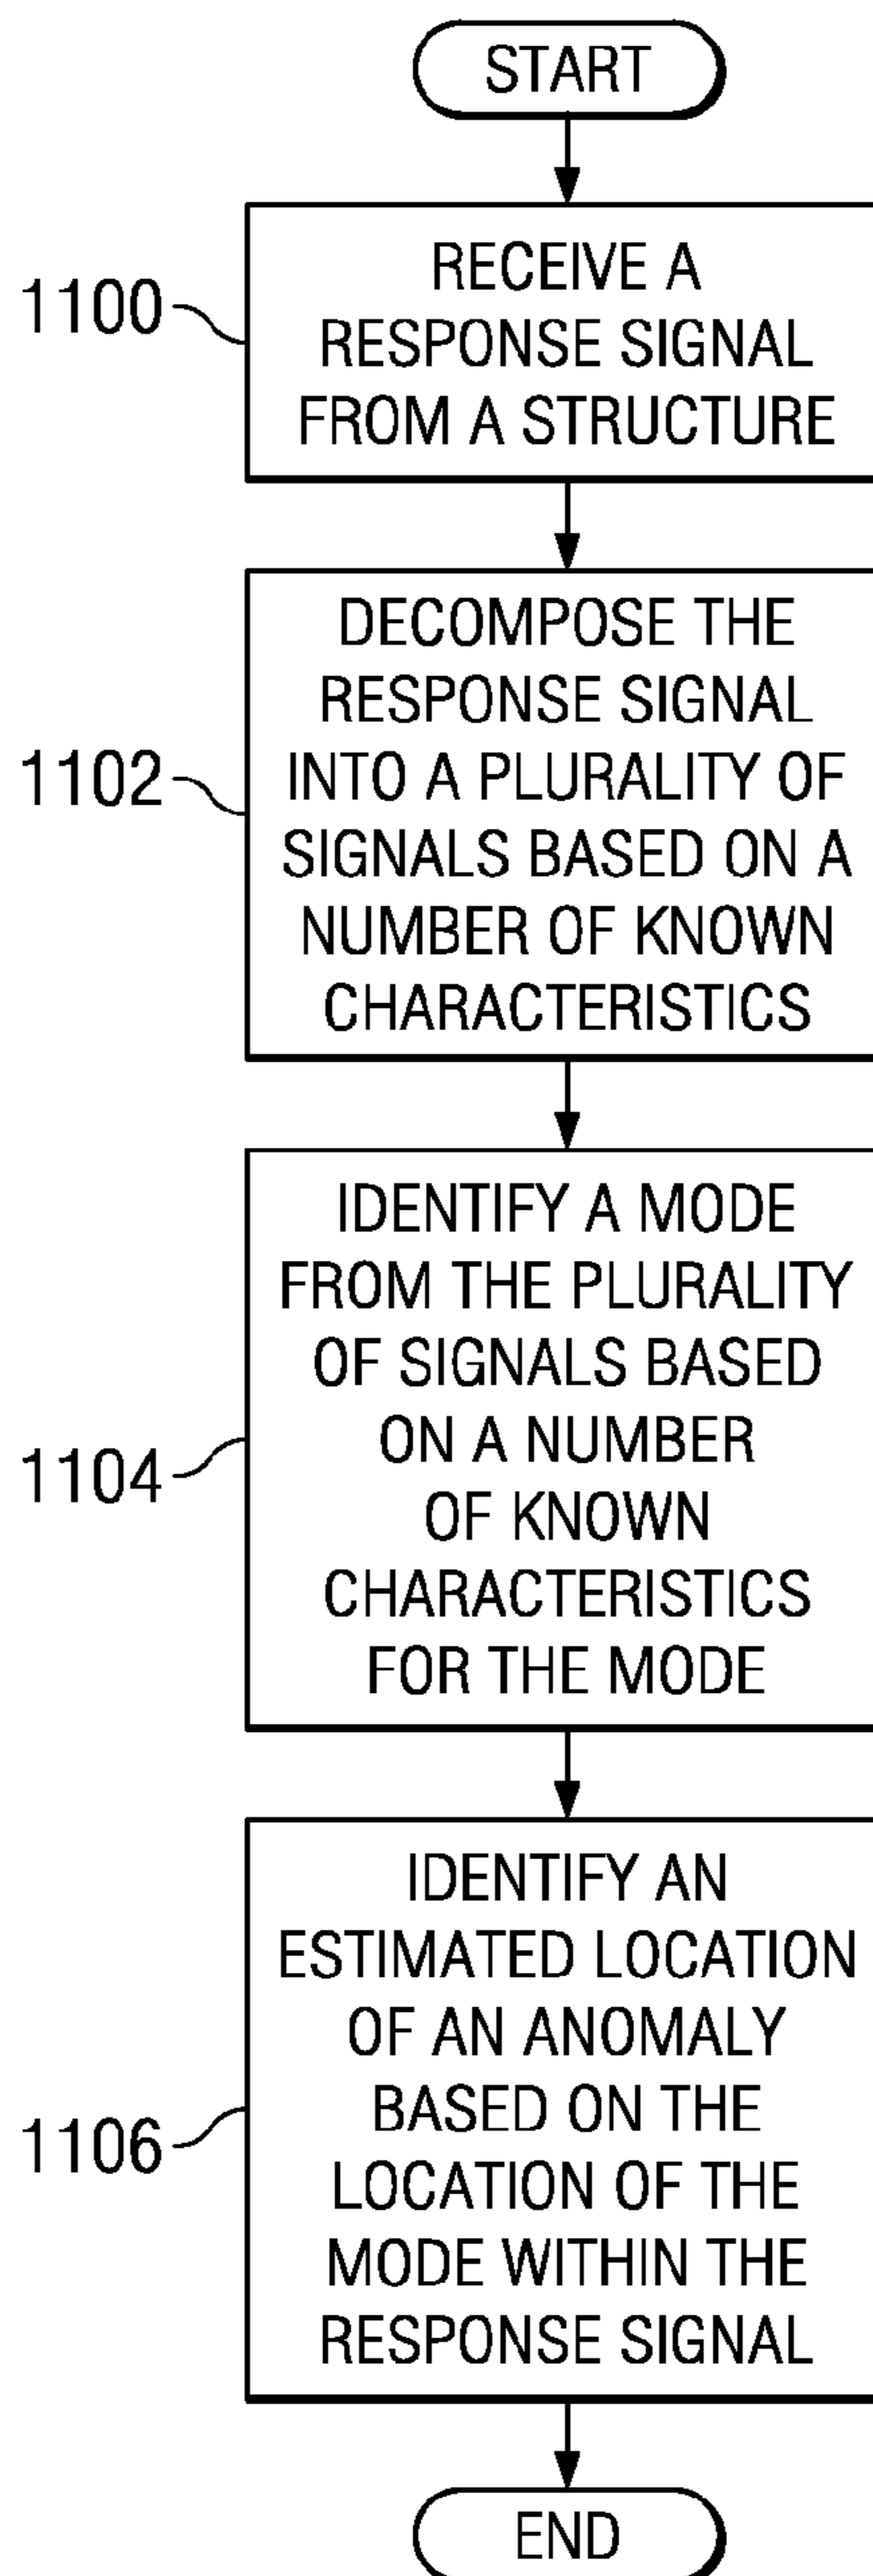 START
1100
RECEIVE A
RESPONSE SIGNAL
FROM A STRUCTURE
1102
DECOMPOSE THE
RESPONSE SIGNAL
INTO A PLURALITY OF
SIGNALS BASED ON A
NUMBER OF KNOWN
CHARACTERISTICS
1104
IDENTIFY A MODE
FROM THE PLURALITY
OF SIGNALS BASED
ON A NUMBER
OF KNOWN
CHARACTERISTICS
FOR THE MODE
1106
IDENTIFY AN
ESTIMATED LOCATION
OF AN ANOMALY
BASED ON THE
LOCATION OF THE
MODE WITHIN THE
RESPONSE SIGNAL
END